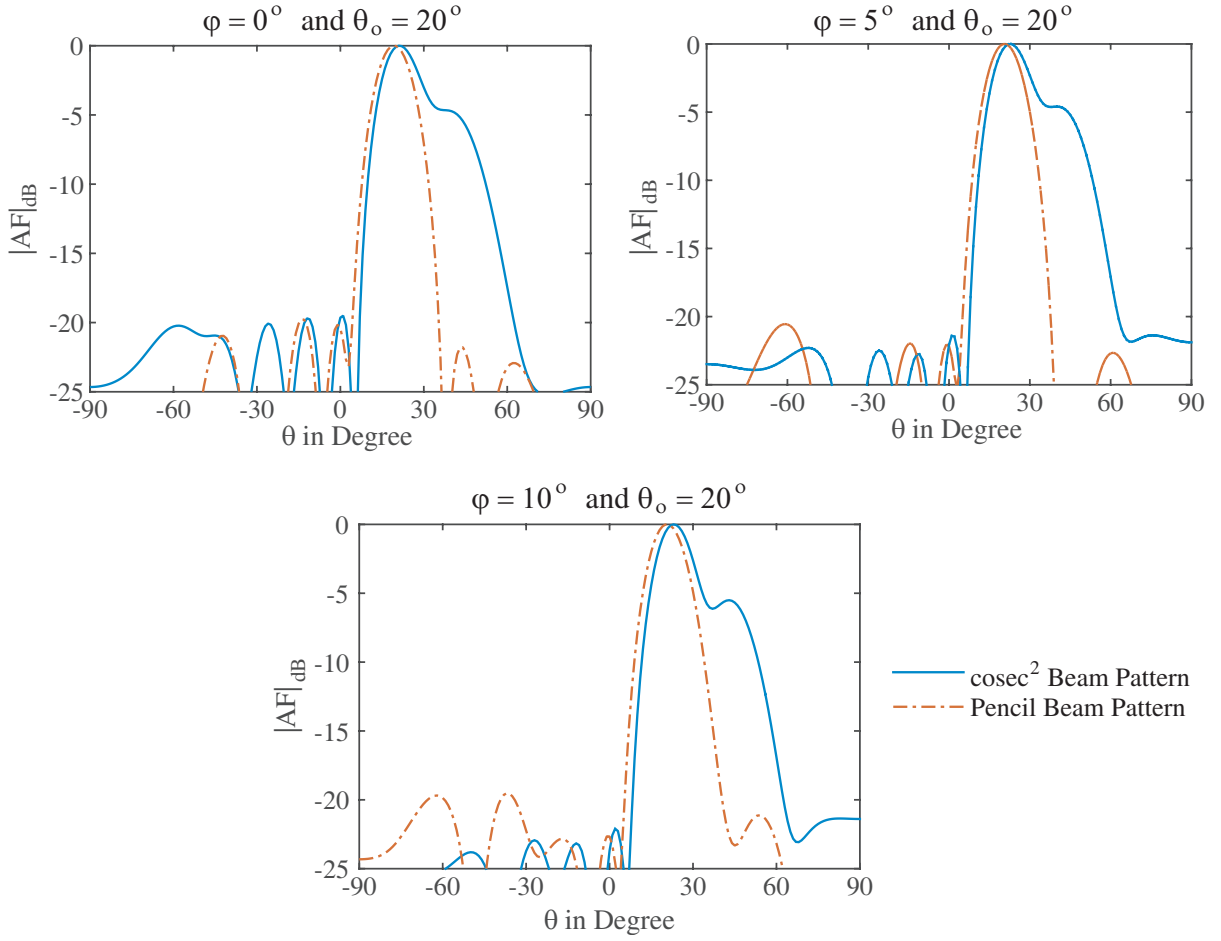 φ = 0° and θo = 20°
0
-5
-10
-15
-20
-25
|AF|dB
-90 -60 -30 0 30 60 90
θ in Degree
φ = 5° and θo = 20°
0
-5
-10
-15
-20
-25
|AF|dB
-90 -60 -30 0 30 60 90
θ in Degree
φ = 10° and θo = 20°
0
-5
-10
-15
-20
-25
|AF|dB
-90 -60 -30 0 30 60 90
θ in Degree
cosec² Beam Pattern
Pencil Beam Pattern